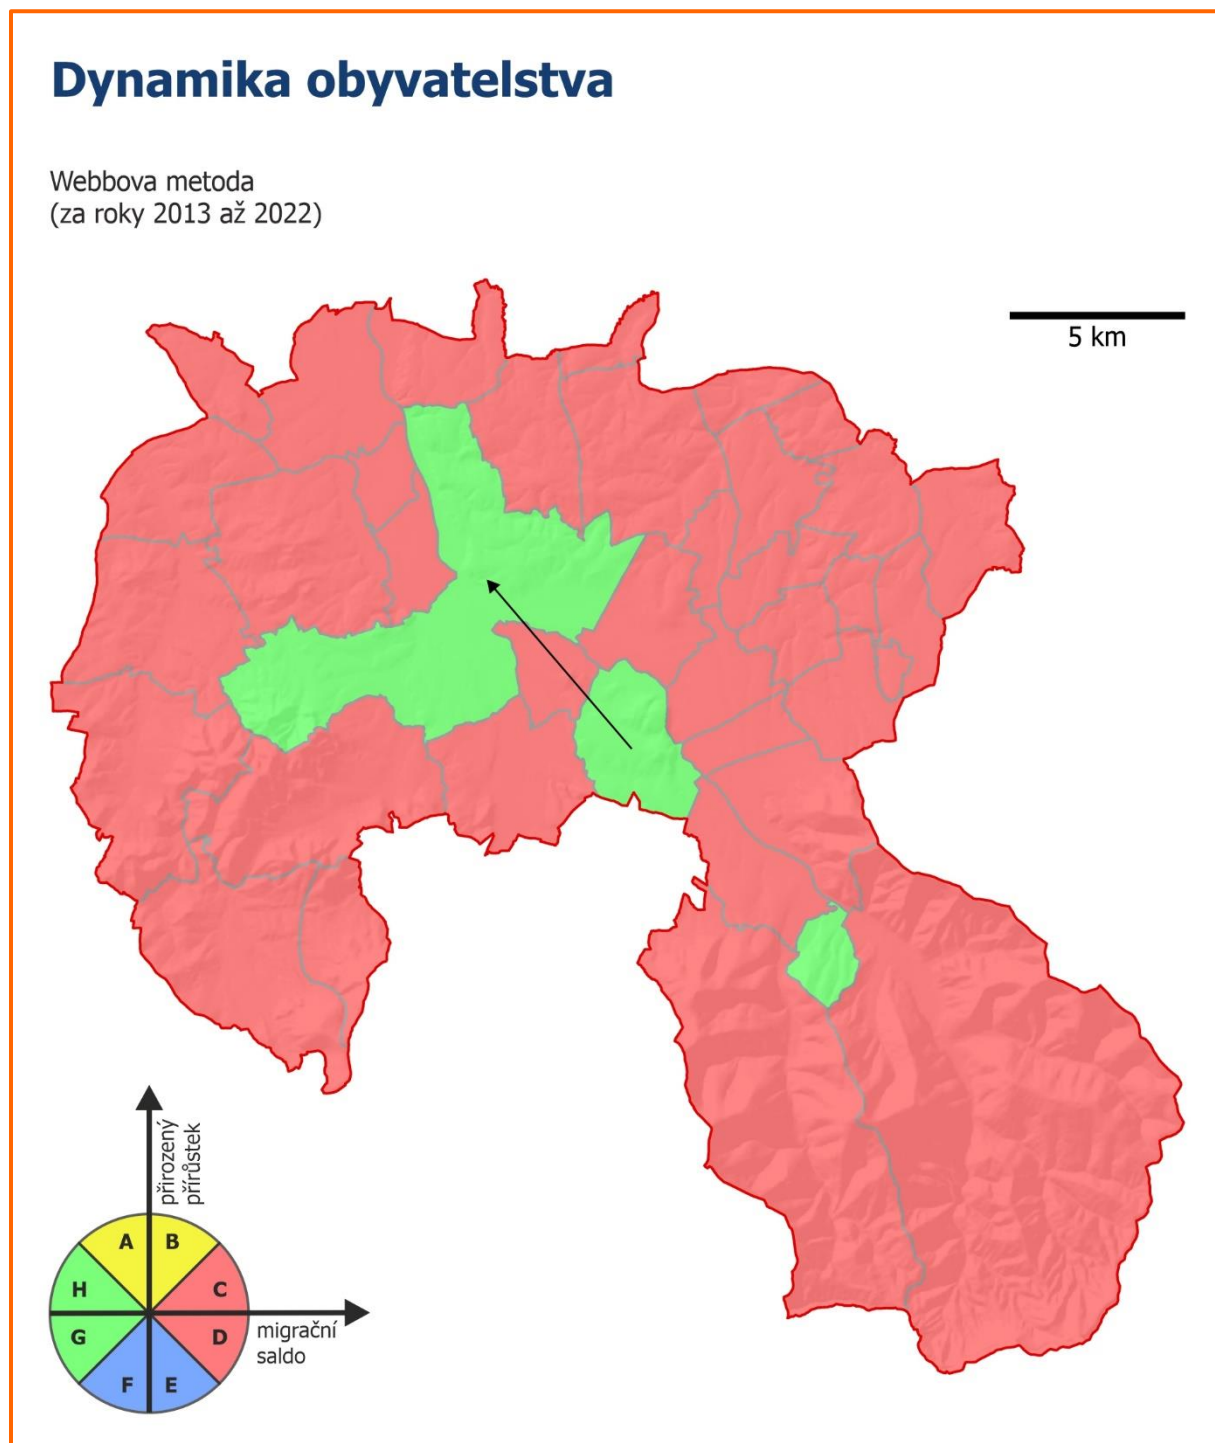 Dynamika obyvatelstva
Webbova metoda
(za roky 2013 až 2022)
5 km
přirozený
přírůstek
A
B
H
C
G
D
F
E
migrační
saldo